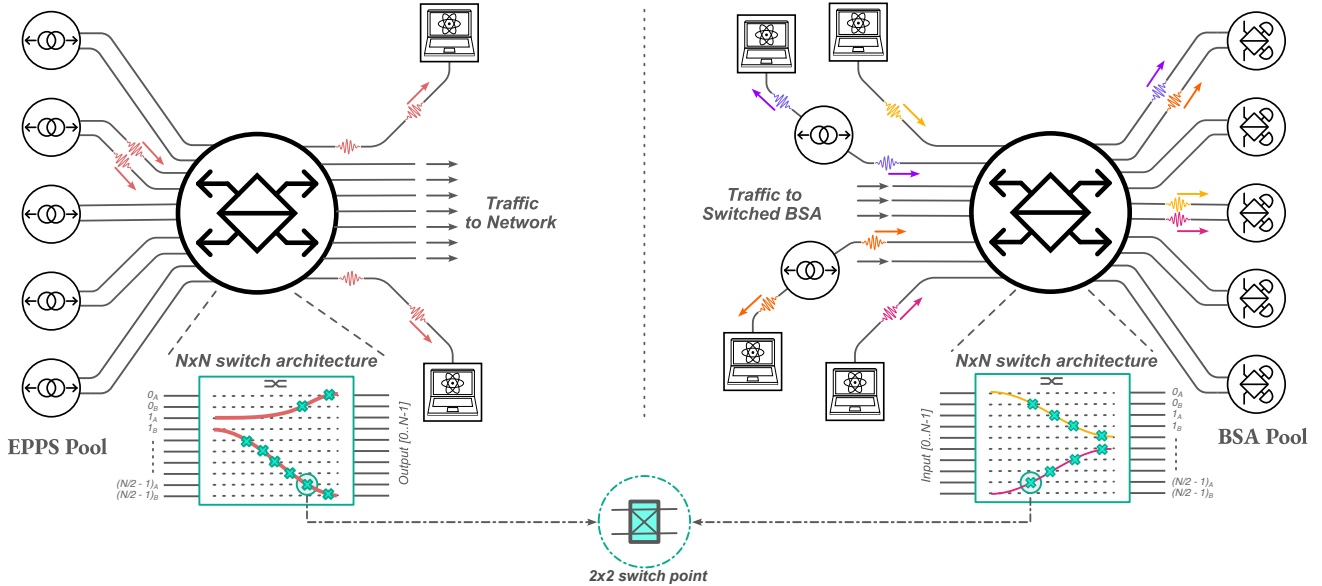 Traffic
to Network
Traffic to
Switched BSA
NxN switch architecture
NxN switch architecture
0A
0B
1A
1B
(N/2 - 1)A
(N/2 - 1)B
Output [0..N-1]
EPPS Pool
Input [0..N-1]
0A
0B
1A
1B
(N/2 - 1)A
(N/2 - 1)B
BSA Pool
2x2 switch point